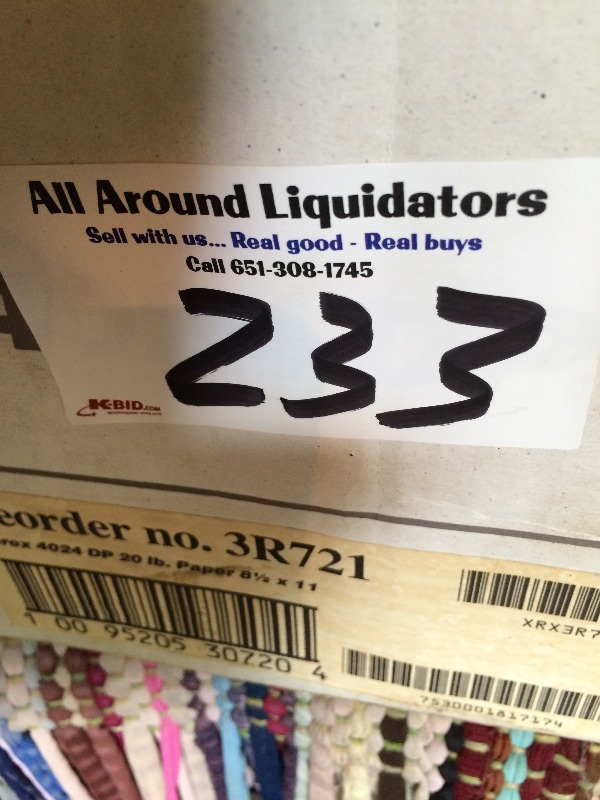 All Around Liquidators
Sell with us... Real good - Real buys
Call 651-308-1745
233
K-BID.COM
eorder no. 3R721
rox 4024 DP 20 lb. Paper 8½ x 11
1 00 95205 30720 4
XRX3R7
7530001617174